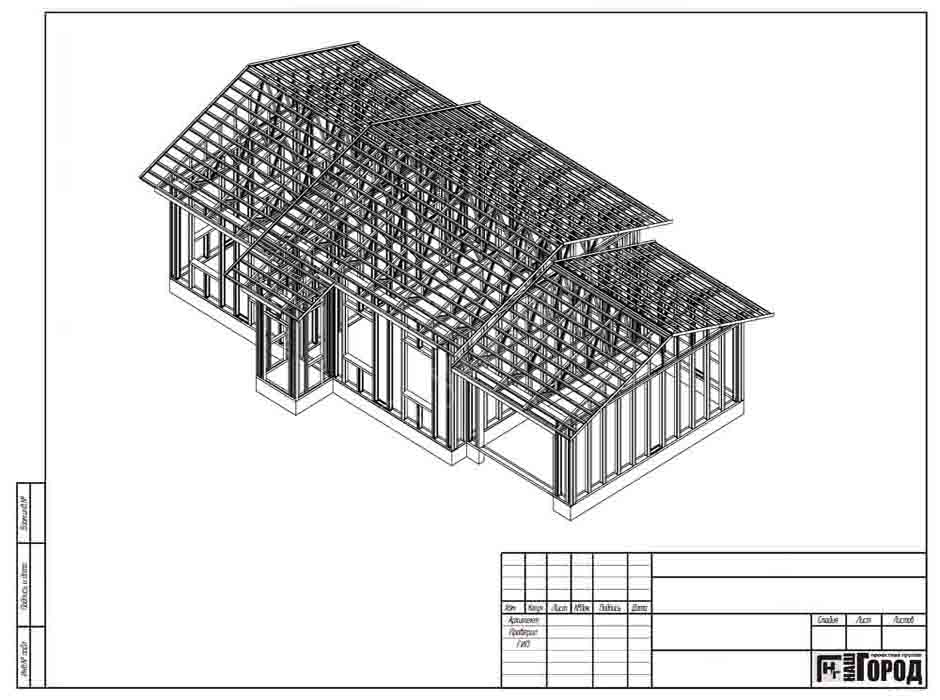 Взам.инв.№
Подпись и дата
Инв.№ подл.
Изм. Кол.уч Лист №Док. Подпись Дата
Архитект.
Проверил
ГИП
Стадия Лист Листов
проектная группа
НГ НАШ ГОРОД